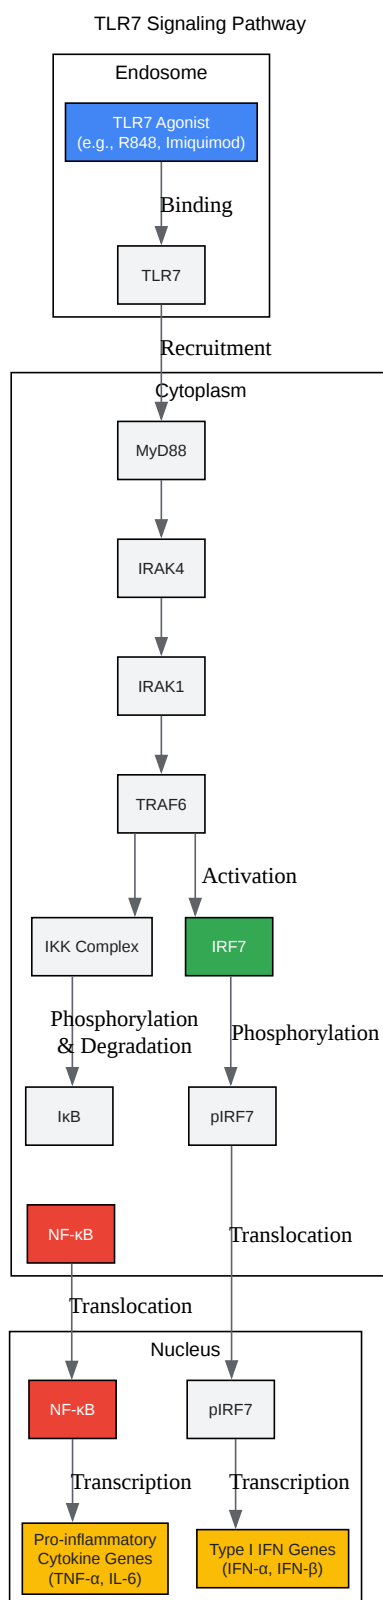 TLR7 Signaling Pathway
Endosome
TLR7 Agonist
(e.g., R848, Imiquimod)
Binding
TLR7
Recruitment
Cytoplasm
MyD88
IRAK4
IRAK1
TRAF6
Activation
IKK Complex
IRF7
Phosphorylation
& Degradation
Phosphorylation
IκB
pIRF7
NF-κB
Translocation
Translocation
Nucleus
NF-κB
pIRF7
Transcription
Transcription
Pro-inflammatory
Cytokine Genes
(TNF-α, IL-6)
Type I IFN Genes
(IFN-α, IFN-β)